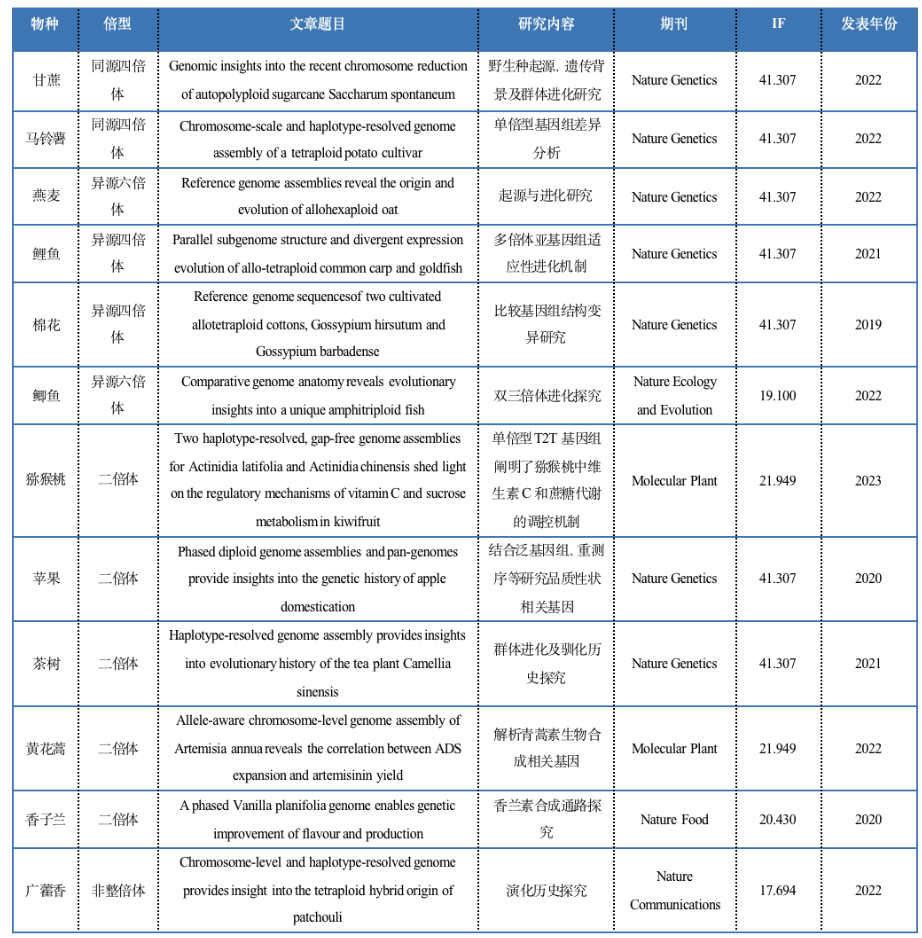 物种 倍型 文章题目 研究内容 期刊 IF 发表年份
甘蔗
同源四倍
体
Genomic insights into the recent chromosome reduction
of autopolyploid sugarcane Saccharum spontaneum
野生种起源、遗传背
景及群体进化研究
Nature Genetics
41.307
2022
马铃薯
同源四倍
体
Chromosome-scale and haplotype-resolved genome
assembly of a tetraploid potato cultivar
单倍型基因组差异
分析
Nature Genetics
41.307
2022
燕麦
异源六倍
体
Reference genome assemblies reveal the origin and
evolution of allohexaploid oat
起源与进化研究
Nature Genetics
41.307
2022
鲤鱼
异源四倍
体
Parallel subgenome structure and divergent expression
evolution of allo-tetraploid common carp and goldfish
多倍体亚基因组适
应性进化机制
Nature Genetics
41.307
2021
棉花
异源四倍
体
Reference genome sequencesof two cultivated
allotetraploid cottons, Gossypium hirsutum and
Gossypium barbadense
比较基因组结构变
异研究
Nature Genetics
41.307
2019
鲫鱼
异源六倍
体
Comparative genome anatomy reveals evolutionary
insights into a unique amphitriploid fish
双三倍体进化探究
Nature Ecology
and Evolution
19.100
2022
猕猴桃
二倍体
Two haplotype-resolved, gap-free genome assemblies
for Actinidia latifolia and Actinidia chinensis shed light
on the regulatory mechanisms of vitamin C and sucrose
metabolism in kiwifruit
单倍型 T2T 基因组
阐明了猕猴桃中维
生素 C 和蔗糖代谢
的调控机制
Molecular Plant
21.949
2023
苹果
二倍体
Phased diploid genome assemblies and pan-genomes
provide insights into the genetic history of apple
domestication
结合泛基因组、重测
序等研究品质性状
相关基因
Nature Genetics
41.307
2020
茶树
二倍体
Haplotype-resolved genome assembly provides insights
into evolutionary history of the tea plant Camellia
sinensis
群体进化及驯化历
史探究
Nature Genetics
41.307
2021
黄花蒿
二倍体
Allele-aware chromosome-level genome assembly of
Artemisia annua reveals the correlation between ADS
expansion and artemisinin yield
解析青蒿素生物合
成相关基因
Molecular Plant
21.949
2022
香子兰
二倍体
A phased Vanilla planifolia genome enables genetic
improvement of flavour and production
香兰素合成通路探
究
Nature Food
20.430
2020
广藿香
非整倍体
Chromosome-level and haplotype-resolved genome
provides insight into the tetraploid hybrid origin of
patchouli
演化历史探究
Nature
Communications
17.694
2022